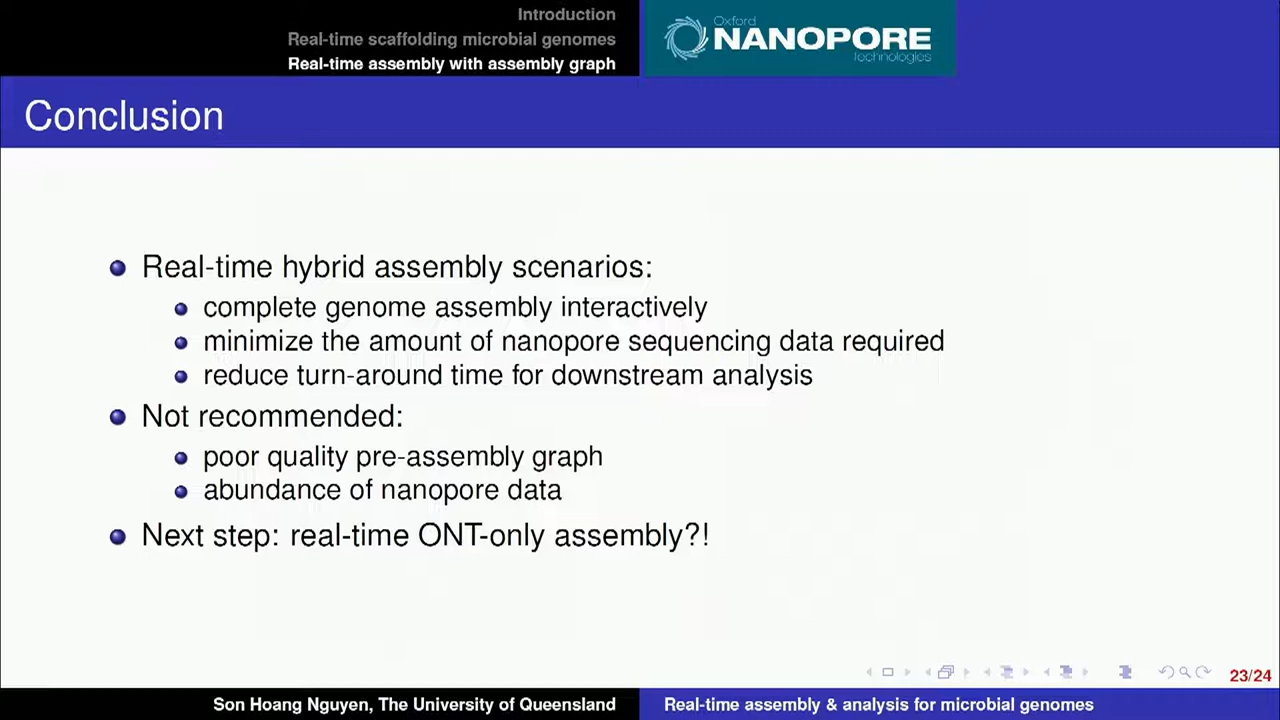 Introduction
Real-time scaffolding microbial genomes
Real-time assembly with assembly graph
Oxford
NANOPORE
Technologies
Conclusion
Real-time hybrid assembly scenarios:
complete genome assembly interactively
minimize the amount of nanopore sequencing data required
reduce turn-around time for downstream analysis
Not recommended:
poor quality pre-assembly graph
abundance of nanopore data
Next step: real-time ONT-only assembly?!
23/24
Son Hoang Nguyen, The University of Queensland
Real-time assembly & analysis for microbial genomes